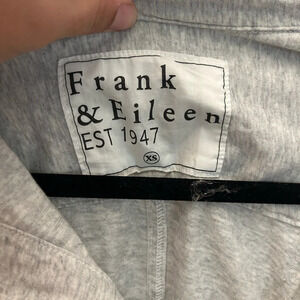 Frank
& Eileen
EST 1947
XS